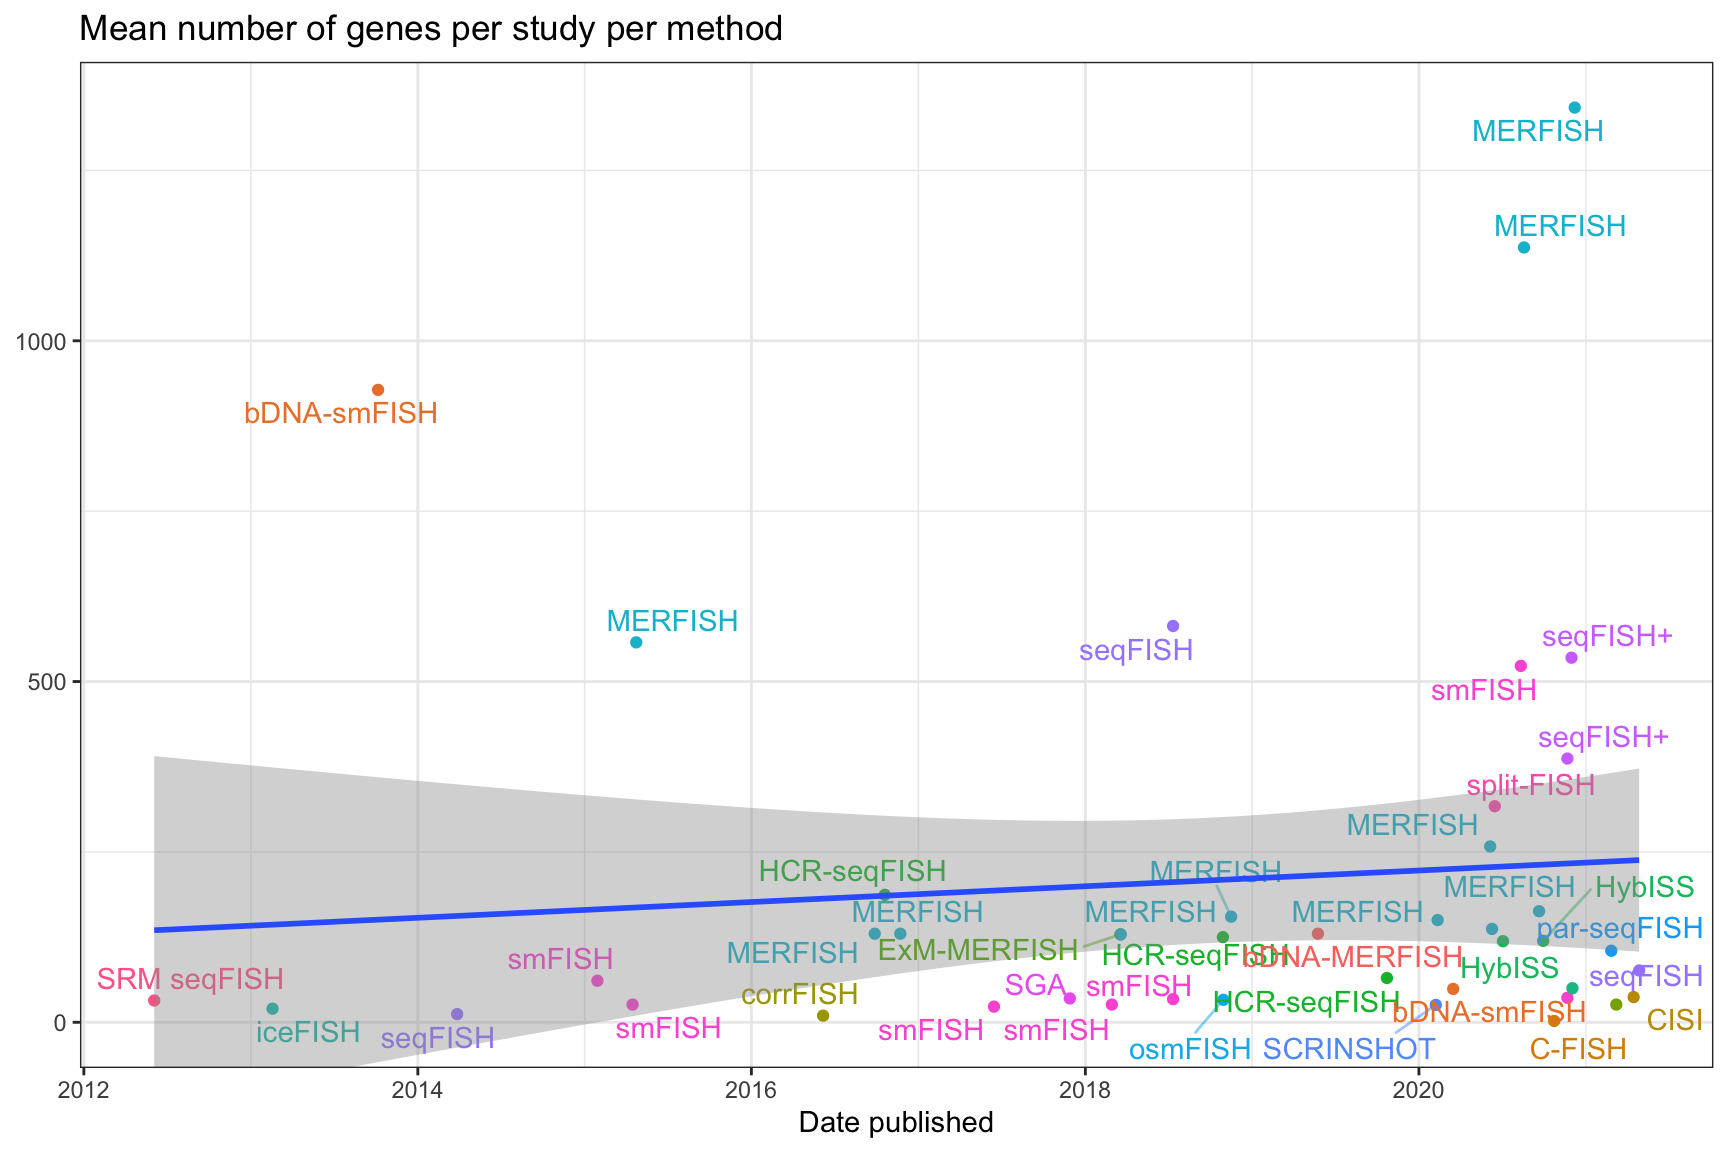 Mean number of genes per study per method
MERFISH
MERFISH
1000
bDNA-smFISH
MERFISH
seqFISH
seqFISH+
500
smFISH
seqFISH+
split-FISH
MERFISH
HCR-seqFISH
MERFISH
MERFISH
HybISS
MERFISH
MERFISH
MERFISH
par-seqFISH
MERFISH
ExM-MERFISH
HCR-seqFISH
bDNA-MERFISH
smFISH
HybISS
SRM seqFISH
SGA
smFISH
seqFISH
corrFISH
HCR-seqFISH
bDNA-smFISH
0
iceFISH
seqFISH
smFISH
smFISH
smFISH
CISI
osmFISH
SCRINSHOT
C-FISH
2012
2014
2016
2018
2020
Date published